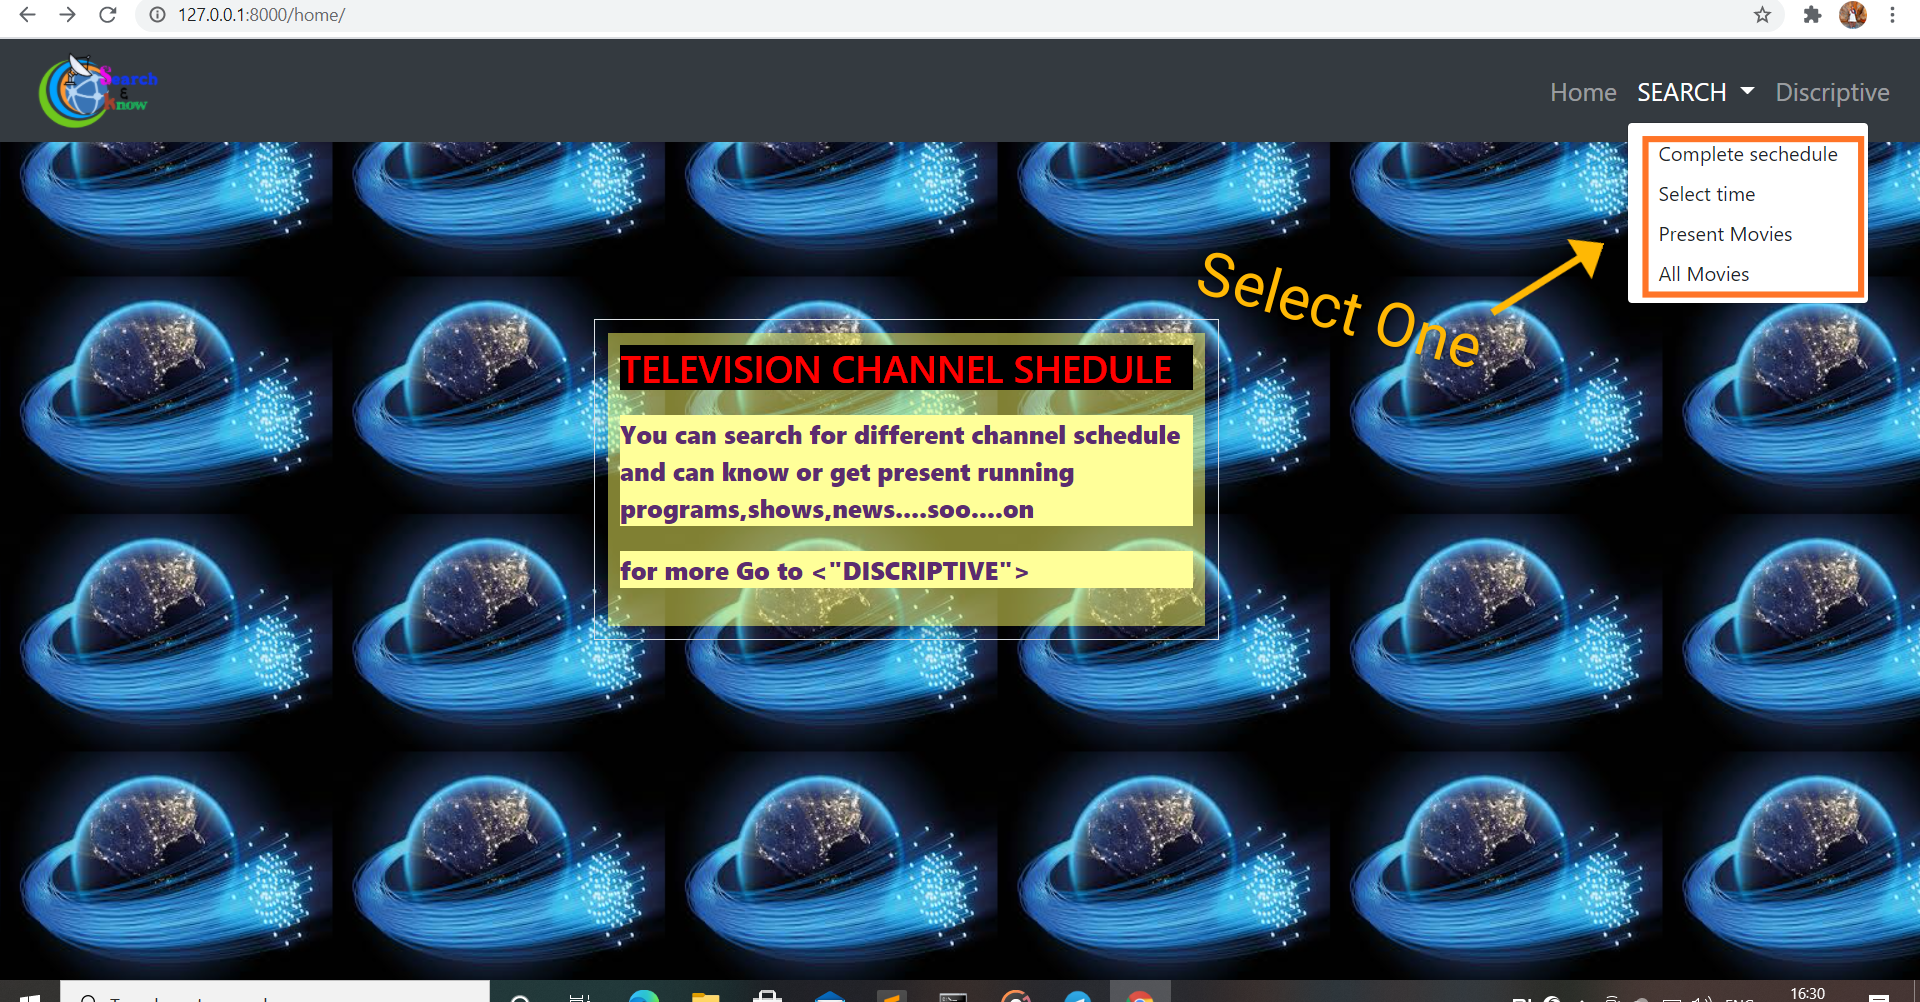 127.0.0.1:8000/home/
Search
&
Know
Home SEARCH Discriptive
Complete sechedule
Select time
Present Movies
All Movies
Select One
TELEVISION CHANNEL SHEDULE
You can search for different channel schedule
and can know or get present running
programs,shows,news....soo....on
for more Go to <"DISCRIPTIVE">
16:30